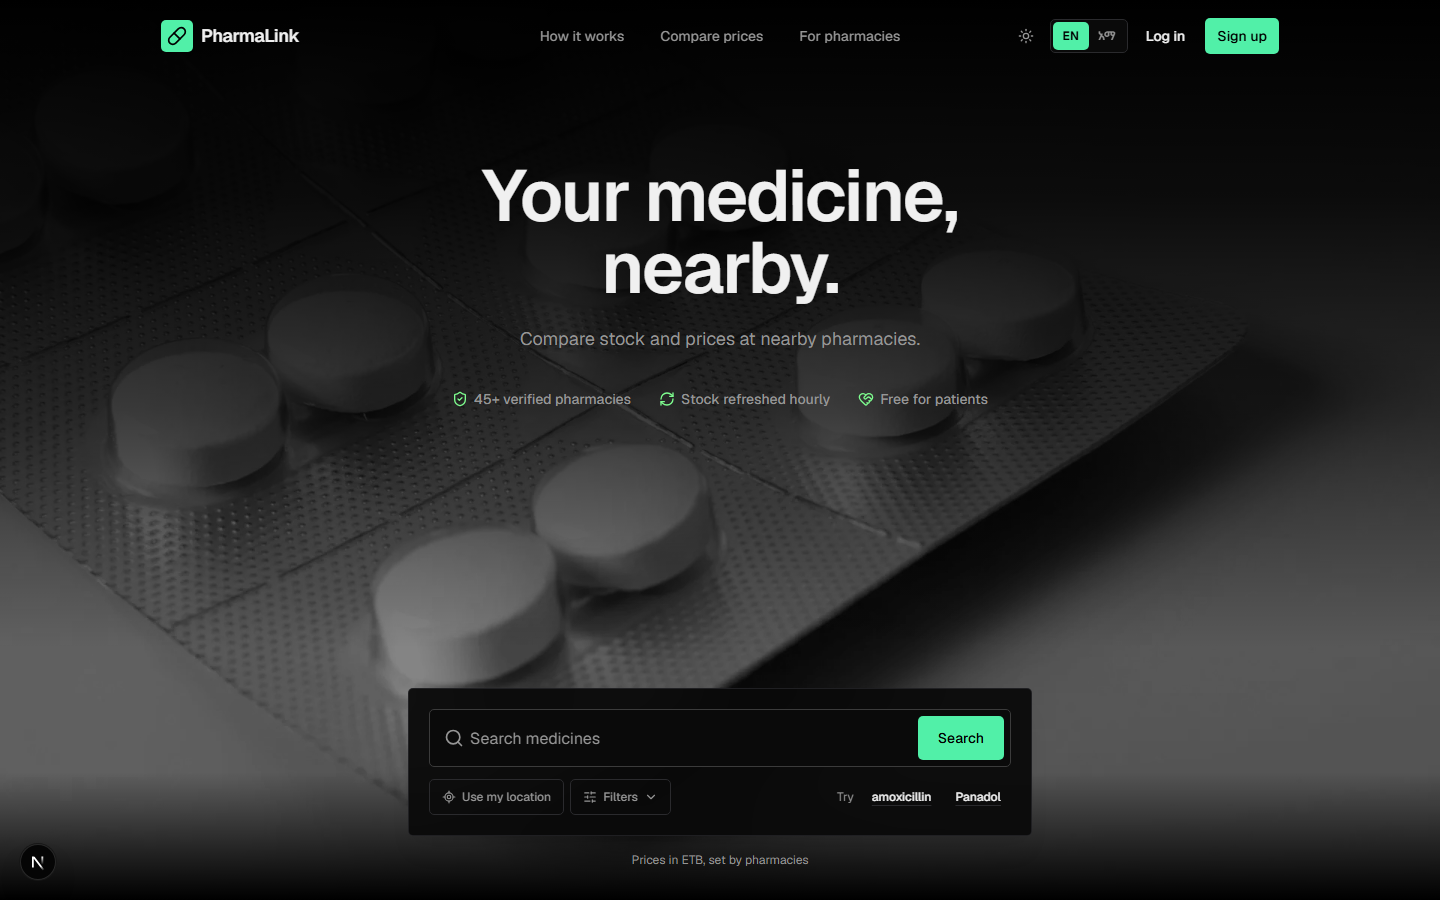 PharmaLink
How it works
Compare prices
For pharmacies
EN
አማ
Log in
Sign up
Your medicine,
nearby.
Compare stock and prices at nearby pharmacies.
45+ verified pharmacies
Stock refreshed hourly
Free for patients
Search medicines
Search
Use my location
Filters
Try
amoxicillin
Panadol
Prices in ETB, set by pharmacies
N